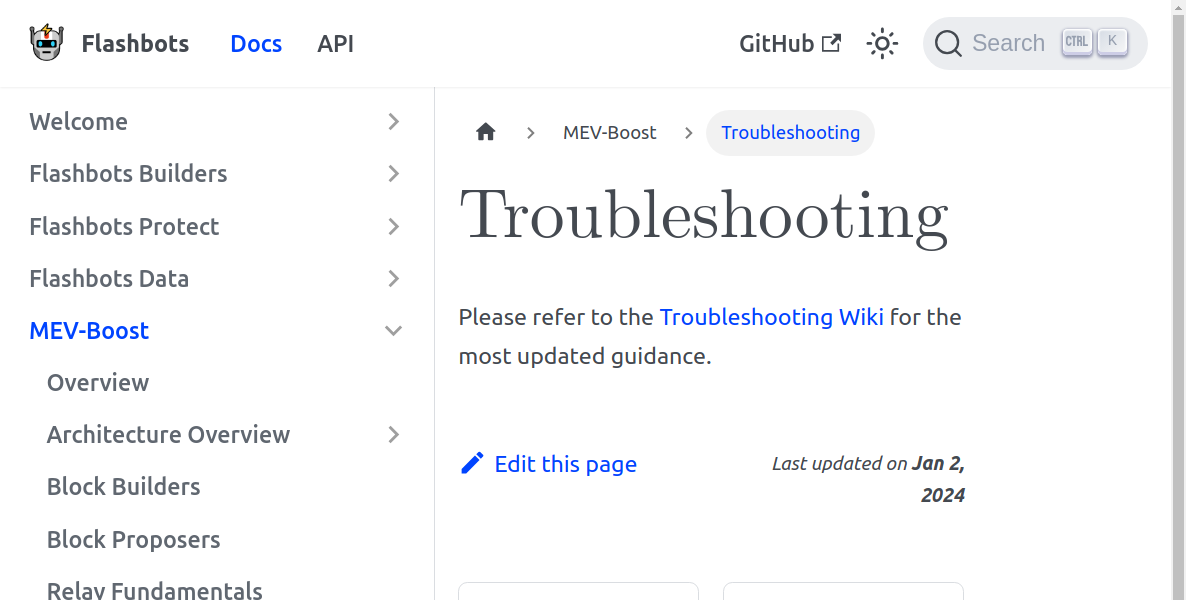 Flashbots
Docs
API
GitHub
Search
CTRL
K
Welcome
Flashbots Builders
Flashbots Protect
Flashbots Data
MEV-Boost
Overview
Architecture Overview
Block Builders
Block Proposers
Relay Fundamentals
MEV-Boost
Troubleshooting
Troubleshooting
Please refer to the Troubleshooting Wiki for the
most updated guidance.
Edit this page
Last updated on Jan 2,
2024